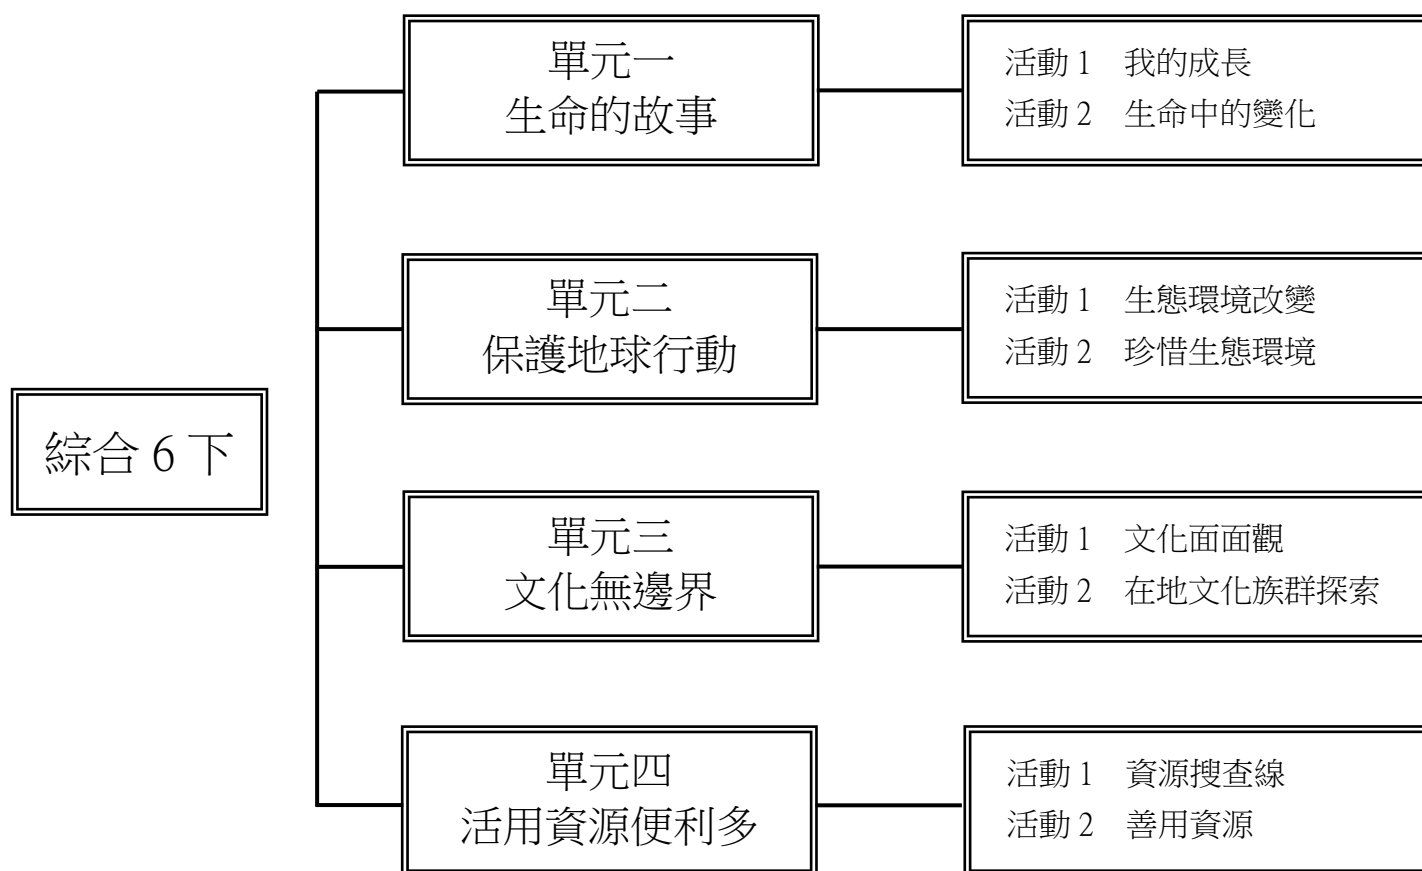 綜合 6 下
單元一
生命的故事
活動 1　我的成長
活動 2　生命中的變化
單元二
保護地球行動
活動 1　生態環境改變
活動 2　珍惜生態環境
單元三
文化無邊界
活動 1　文化面面觀
活動 2　在地文化族群探索
單元四
活用資源便利多
活動 1　資源搜查線
活動 2　善用資源